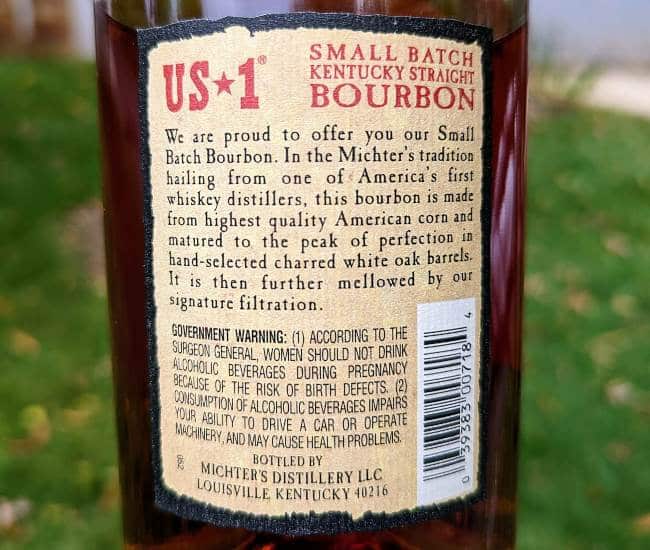 US★1®
SMALL BATCH
KENTUCKY STRAIGHT
BOURBON
We are proud to offer you our Small
Batch Bourbon. In the Michter's tradition
hailing from one of America's first
whiskey distillers, this bourbon is made
from highest quality American corn and
matured to the peak of perfection in
hand-selected charred white oak barrels.
It is then further mellowed by our
signature filtration.
GOVERNMENT WARNING: (1) ACCORDING TO THE
SURGEON GENERAL, WOMEN SHOULD NOT DRINK
ALCOHOLIC BEVERAGES DURING PREGNANCY
BECAUSE OF THE RISK OF BIRTH DEFECTS. (2)
CONSUMPTION OF ALCOHOLIC BEVERAGES IMPAIRS
YOUR ABILITY TO DRIVE A CAR OR OPERATE
MACHINERY, AND MAY CAUSE HEALTH PROBLEMS.
BOTTLED BY
MICHTER'S DISTILLERY LLC
LOUISVILLE KENTUCKY 40216
0 39383 00718 4